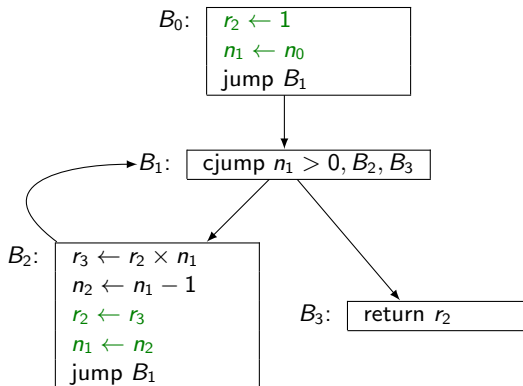 B₀: r₂ ← 1
n₁ ← n₀
jump B₁
B₁: cjump n₁ > 0, B₂, B₃
B₂: r₃ ← r₂ × n₁
n₂ ← n₁ − 1
r₂ ← r₃
n₁ ← n₂
jump B₁
B₃: return r₂